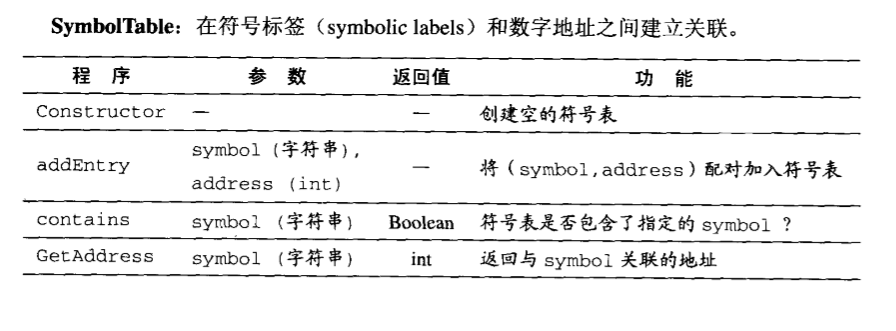 SymbolTable：在符号标签（symbolic labels）和数字地址之间建立关联。
程 序 参 数 返回值 功 能
Constructor — — 创建空的符号表
addEntry symbol (字符串), address (int) — 将（symbol,address）配对加入符号表
contains symbol (字符串) Boolean 符号表是否包含了指定的 symbol ?
GetAddress symbol (字符串) int 返回与 symbol 关联的地址